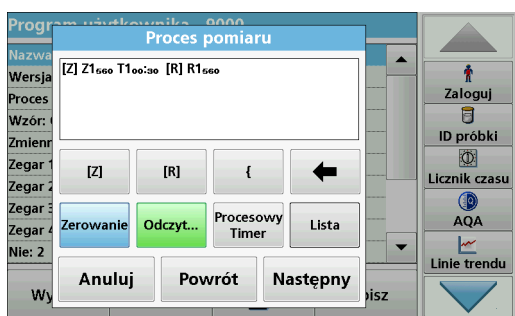 Program użytkownika 9000
Proces pomiaru
Nazwa
Wersja
Proces
Wzór:
Zmienn
Zegar 1
Zegar 2
Zegar 3
Zegar 4
Nie: 2
[Z] Z1₅₆₀ T1₀₀:₃₀ [R] R1₅₆₀
[Z]
[R]
{
Zerowanie
Odczyt...
Procesowy
Timer
Lista
Anuluj
Powrót
Następny
Wy
isz
Zaloguj
ID próbki
Licznik czasu
AQA
Linie trendu